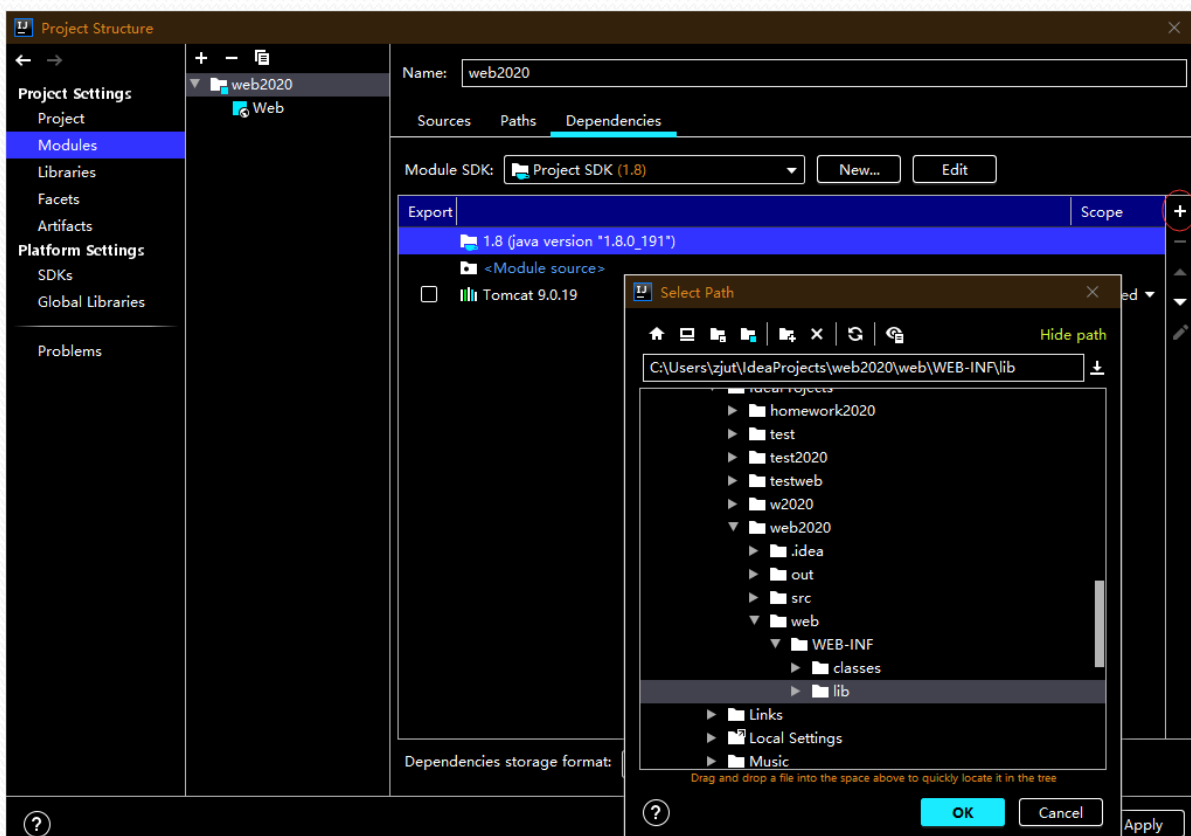 Project Structure
Project Settings
Project
Modules
Libraries
Facets
Artifacts
Platform Settings
SDKs
Global Libraries
Problems
web2020
Web
Name: web2020
Sources Paths Dependencies
Module SDK: Project SDK (1.8) New... Edit
Export Scope
1.8 (java version "1.8.0_191")
<Module source>
Tomcat 9.0.19 ed
Dependencies storage format:
Apply
Select Path
Hide path
C:\Users\zjut\IdeaProjects\web2020\web\WEB-INF\lib
IdeaProjects
homework2020
test
test2020
testweb
w2020
web2020
.idea
out
src
web
WEB-INF
classes
lib
Links
Local Settings
Music
Drag and drop a file into the space above to quickly locate it in the tree
OK Cancel